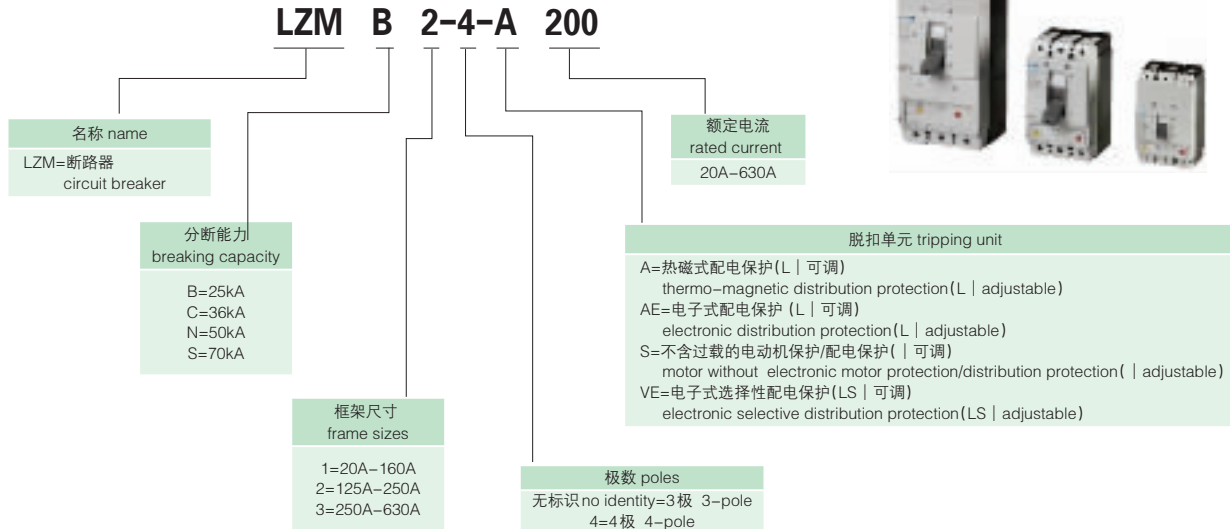 LZM B 2-4-A 200
名称 name
LZM=断路器
circuit breaker
分断能力
breaking capacity
B=25kA
C=36kA
N=50kA
S=70kA
框架尺寸
frame sizes
1=20A-160A
2=125A-250A
3=250A-630A
极数 poles
无标识no identity=3极 3-pole
4=4极 4-pole
额定电流
rated current
20A-630A
脱扣单元 tripping unit
A=热磁式配电保护(L | 可调)
thermo-magnetic distribution protection(L | adjustable)
AE=电子式配电保护 (L | 可调)
electronic distribution protection(L | adjustable)
S=不含过载的电动机保护/配电保护( | 可调)
motor without electronic motor protection/distribution protection( | adjustable)
VE=电子式选择性配电保护(LS | 可调)
electronic selective distribution protection(LS | adjustable)